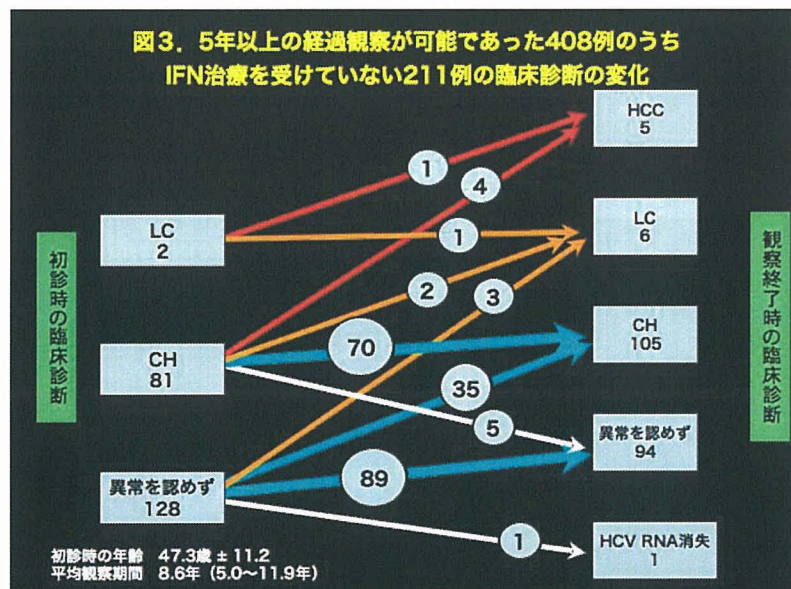 図3. 5年以上の経過観察が可能であった408例のうち
IFN治療を受けていない211例の臨床診断の変化
初診時の臨床診断
LC
2
CH
81
異常を認めず
128
1
4
1
2
3
70
35
5
89
1
HCC
5
LC
6
CH
105
異常を認めず
94
HCV RNA消失
1
観察終了時の臨床診断
初診時の年齢 47.3歳 ± 11.2
平均観察期間 8.6年（5.0〜11.9年）